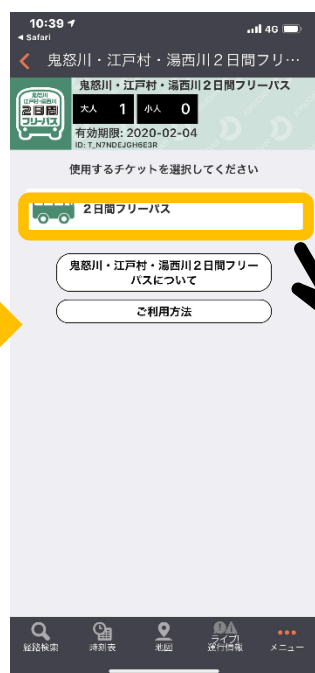 10:39
Safari
4G
鬼怒川・江戸村・湯西川２日間フリ…
鬼怒川・江戸村・湯西川２日間フリーパス
鬼怒川
江戸村・湯西川
2日間
フリーパス
大人 1 小人 0
有効期限: 2020-02-04
ID: T_N7NDEJGH6E3R
使用するチケットを選択してください
２日間フリーパス
鬼怒川・江戸村・湯西川２日間フリー
パスについて
ご利用方法
経路検索
時刻表
地図
ライブ!
運行情報
メニュー